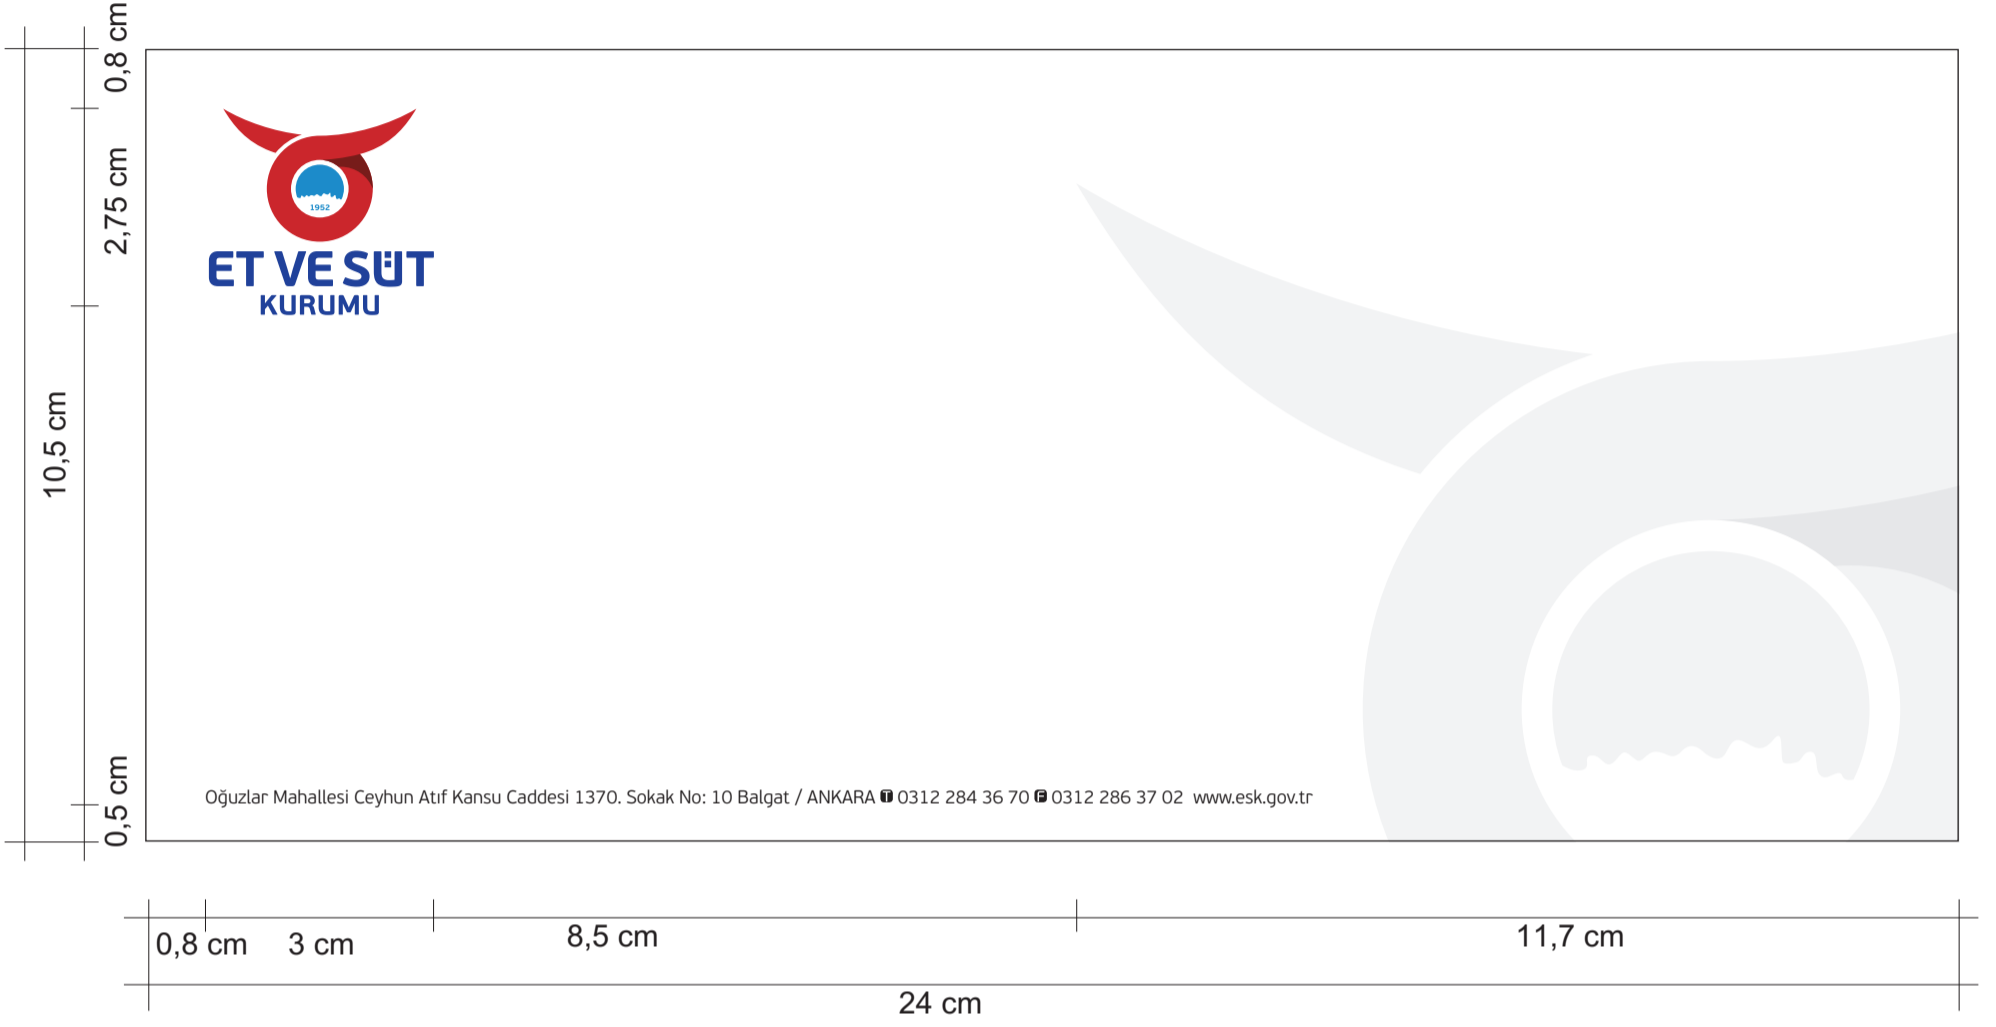 0,8 cm
2,75 cm
10,5 cm
0,5 cm
1952
ET VE SÜT
KURUMU
Oğuzlar Mahallesi Ceyhun Atıf Kansu Caddesi 1370. Sokak No: 10 Balgat / ANKARA T 0312 284 36 70 F 0312 286 37 02 www.esk.gov.tr
0,8 cm
3 cm
8,5 cm
11,7 cm
24 cm